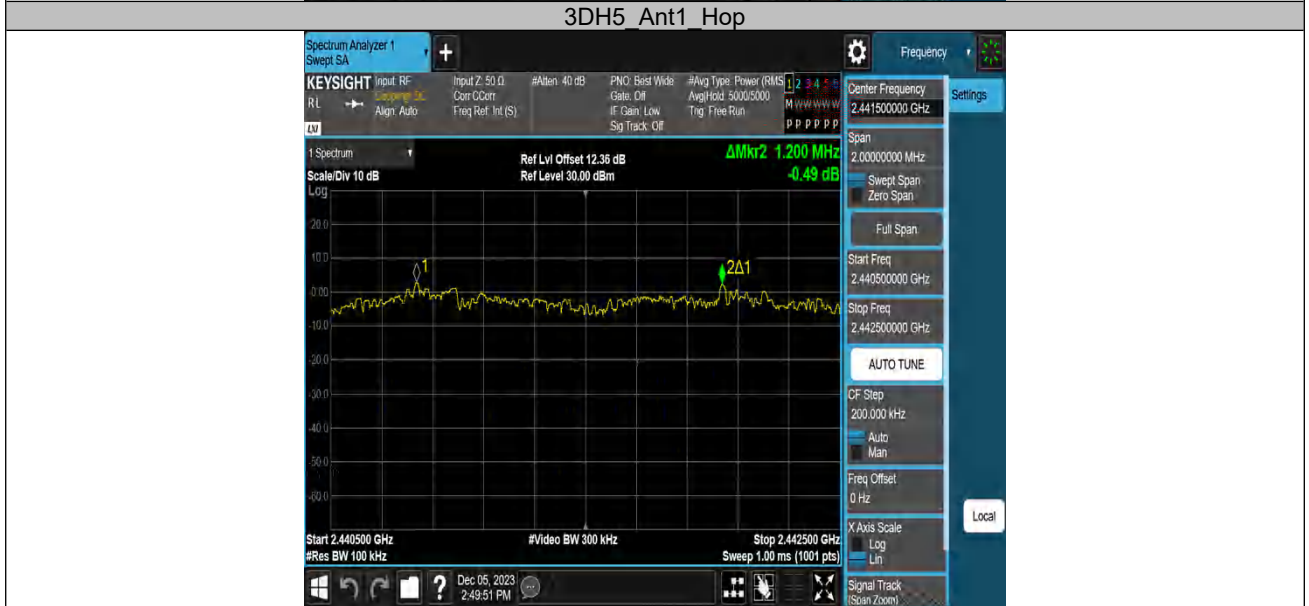 3DH5_Ant1_Hop
Spectrum Analyzer 1
Swept SA
+
Frequency
KEYSIGHT Input: RF
RL
Align: Auto
LXI
Input Z: 50 Ω
Corr CCorr
Freq Ref: Int (S)
#Atten: 40 dB
PNO: Best Wide
Gate: Off
IF Gain: Low
Sig Track: Off
#Avg Type: Power (RMS
Avg|Hold: 5000/5000
Trig: Free Run
1 2 3 4 5 6
M W W W W W
P P P P P P
Center Frequency
2.441500000 GHz
Settings
Span
2.00000000 MHz
Swept Span
Zero Span
Full Span
Start Freq
2.440500000 GHz
Stop Freq
2.442500000 GHz
AUTO TUNE
CF Step
200.000 kHz
Auto
Man
Freq Offset
0 Hz
X Axis Scale
Log
Lin
Local
Signal Track
(Span Zoom)
1 Spectrum
Scale/Div 10 dB
Log
Ref Lvl Offset 12.36 dB
Ref Level 30.00 dBm
ΔMkr2 1.200 MHz
-0.49 dB
20.0
10.0
0.00
-10.0
-20.0
-30.0
-40.0
-50.0
-60.0
1
2Δ1
Start 2.440500 GHz
#Res BW 100 kHz
#Video BW 300 kHz
Stop 2.442500 GHz
Sweep 1.00 ms (1001 pts)
?
Dec 05, 2023
2:49:51 PM